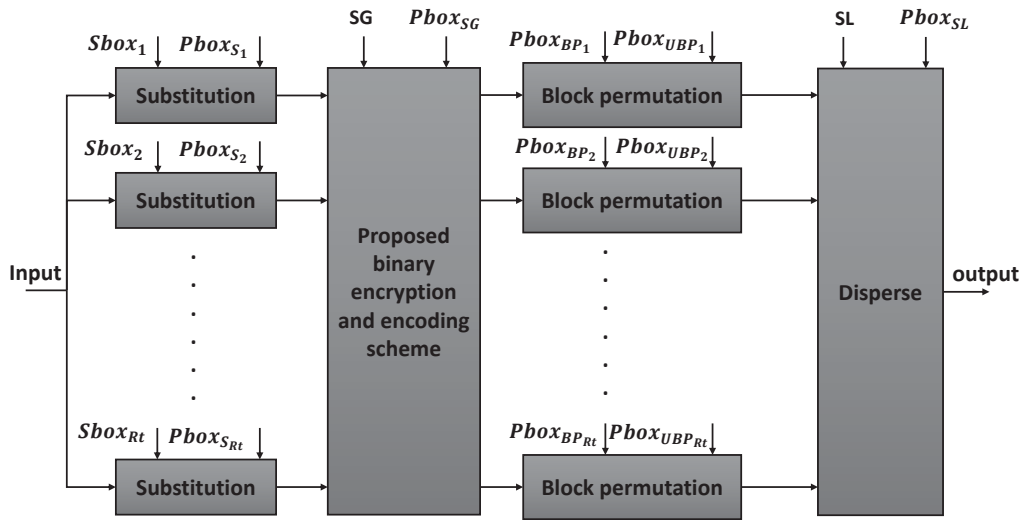 SG Pbox_SG SL Pbox_SL
Sbox_1 Pbox_S_1 Pbox_BP_1 Pbox_UBP_1
Substitution Block permutation
Sbox_2 Pbox_S_2 Pbox_BP_2 Pbox_UBP_2
Substitution Block permutation
Input
Proposed
binary
encryption
and encoding
scheme
Disperse
output
Sbox_Rt Pbox_S_Rt Pbox_BP_Rt Pbox_UBP_Rt
Substitution Block permutation